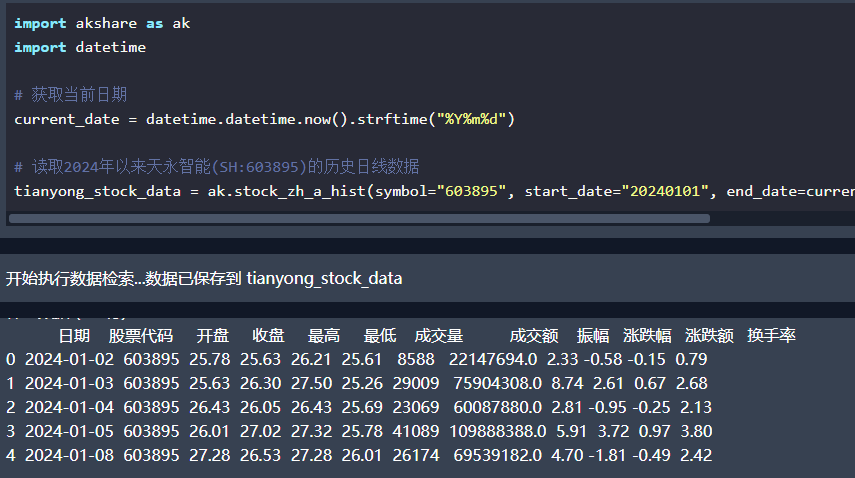 import akshare as ak
import datetime
# 获取当前日期
current_date = datetime.datetime.now().strftime("%Y%m%d")
# 读取2024年以来天永智能(SH:603895)的历史日线数据
tianyong_stock_data = ak.stock_zh_a_hist(symbol="603895", start_date="20240101", end_date=curren
开始执行数据检索...数据已保存到 tianyong_stock_data
日期 股票代码 开盘 收盘 最高 最低 成交量 成交额 振幅 涨跌幅 涨跌额 换手率
0 2024-01-02 603895 25.78 25.63 26.21 25.61 8588 22147694.0 2.33 -0.58 -0.15 0.79
1 2024-01-03 603895 25.63 26.30 27.50 25.26 29009 75904308.0 8.74 2.61 0.67 2.68
2 2024-01-04 603895 26.43 26.05 26.43 25.69 23069 60087880.0 2.81 -0.95 -0.25 2.13
3 2024-01-05 603895 26.01 27.02 27.32 25.78 41089 109888388.0 5.91 3.72 0.97 3.80
4 2024-01-08 603895 27.28 26.53 27.28 26.01 26174 69539182.0 4.70 -1.81 -0.49 2.42